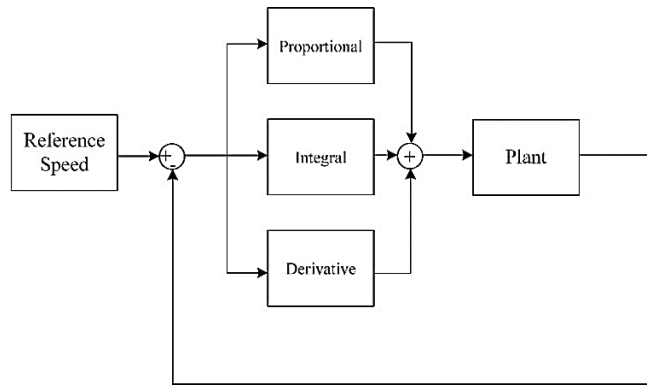 Proportional
Reference
Speed
+
-
Integral
+
Plant
Derivative